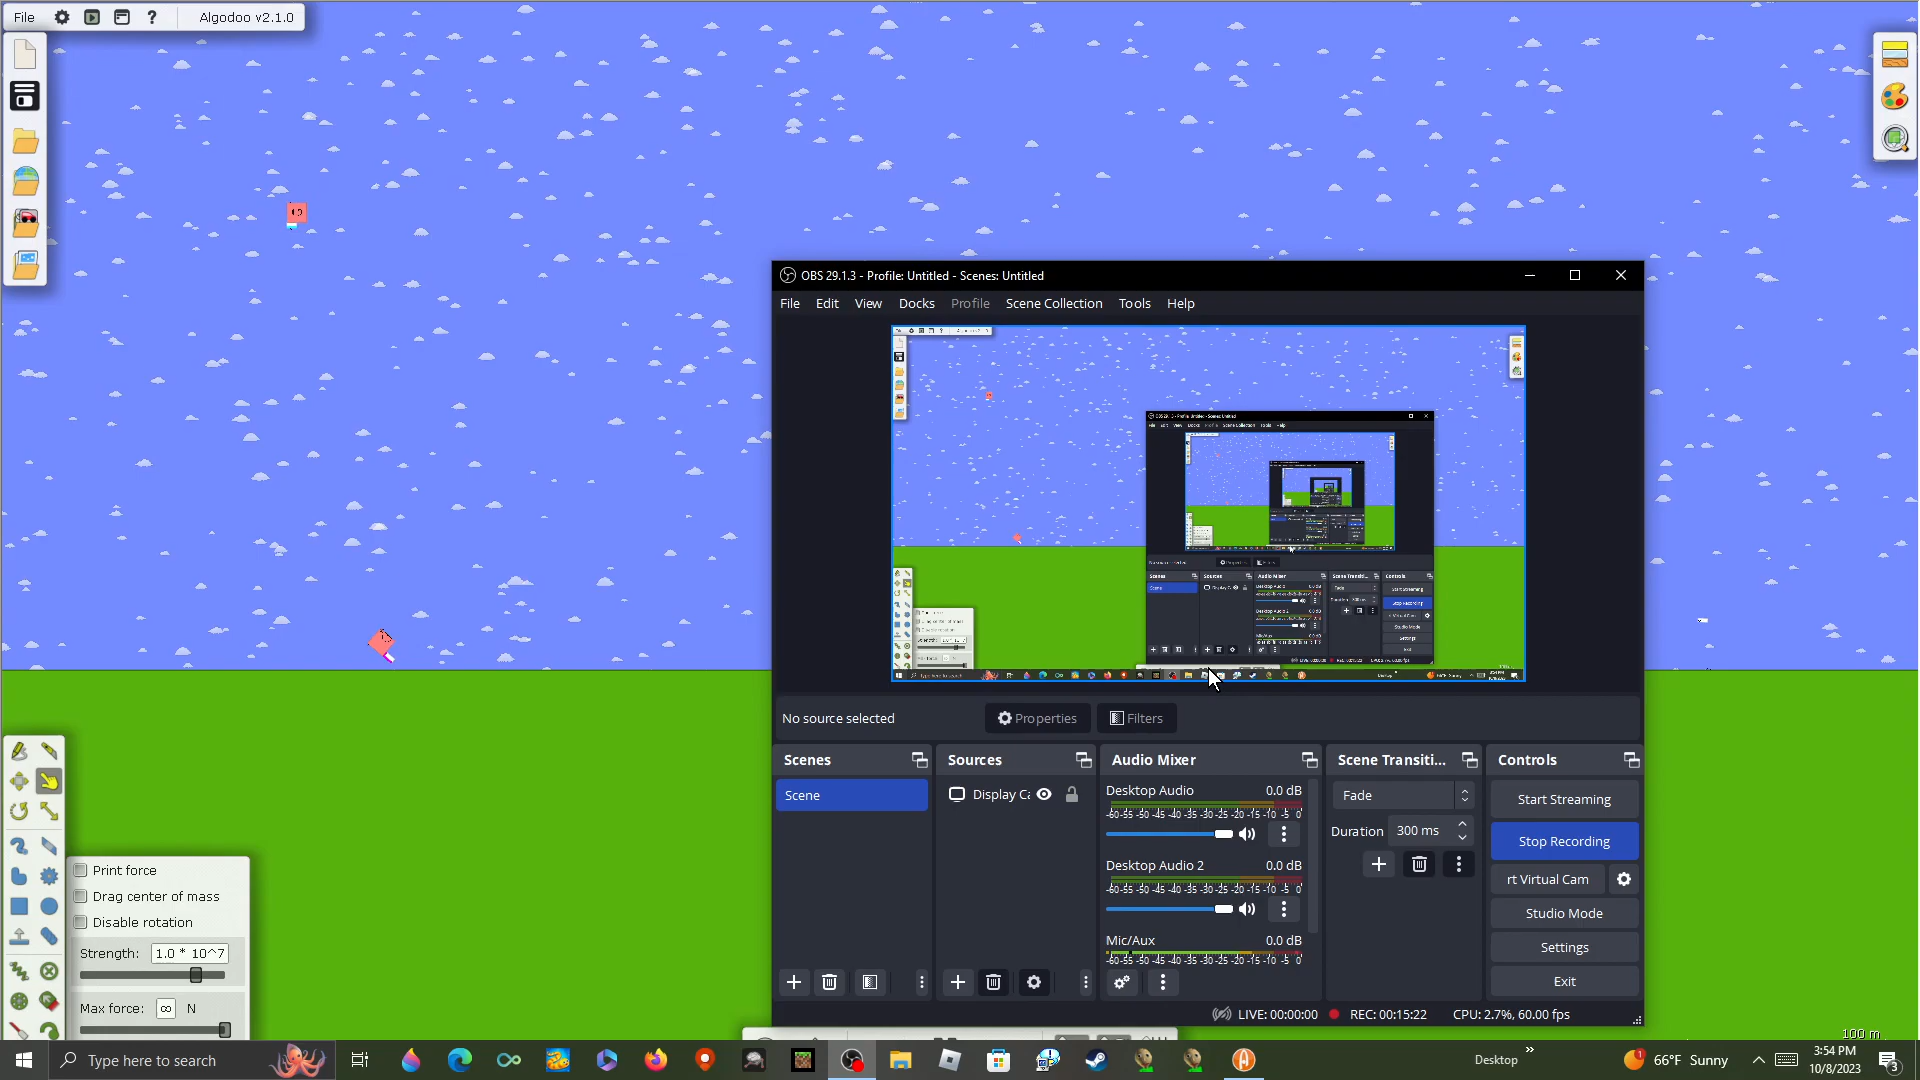 File
Algodoo v2.1.0
OBS 29.1.3 - Profile: Untitled - Scenes: Untitled
File Edit View Docks Profile Scene Collection Tools Help
No source selected
Properties
Filters
Scenes
Sources
Audio Mixer
Scene Transiti...
Controls
Scene
Display Ca
Desktop Audio 0.0 dB
-60 -55 -50 -45 -40 -35 -30 -25 -20 -15 -10 -5 0
Desktop Audio 2 0.0 dB
-60 -55 -50 -45 -40 -35 -30 -25 -20 -15 -10 -5 0
Mic/Aux 0.0 dB
-60 -55 -50 -45 -40 -35 -30 -25 -20 -15 -10 -5 0
Fade
Duration 300 ms
Start Streaming
Stop Recording
rt Virtual Cam
Studio Mode
Settings
Exit
LIVE: 00:00:00 REC: 00:15:22 CPU: 2.7%, 60.00 fps
Print force
Drag center of mass
Disable rotation
Strength: 1.0 * 10^7
Max force: ∞ N
100 m
Type here to search
Desktop
66°F Sunny
3:54 PM
10/8/2023
3